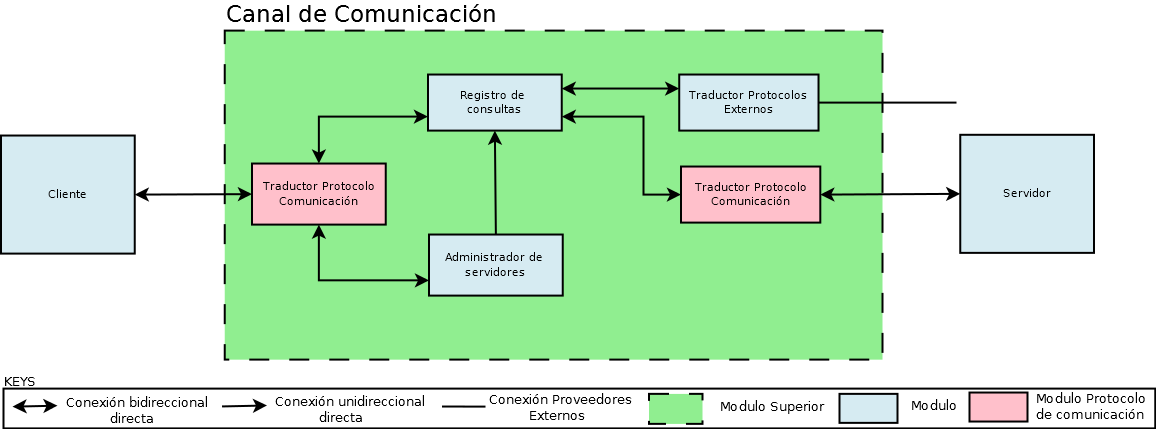 Canal de Comunicación
Registro de
consultas
Traductor Protocolos
Externos
Cliente
Traductor Protocolo
Comunicación
Traductor Protocolo
Comunicación
Servidor
Administrador de
servidores
KEYS
Conexión bidireccional
directa
Conexión unidireccional
directa
Conexión Proveedores
Externos
Modulo Superior
Modulo
Modulo Protocolo
de comunicación